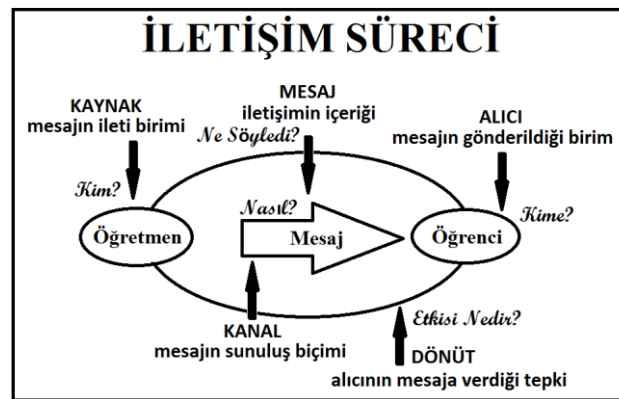 İLETİŞİM SÜRECİ
KAYNAK
mesajın ileti birimi
MESAJ
iletişimin içeriği
ALICI
mesajın gönderildiği birim
Ne Söyledi?
Kim?
Nasıl?
Kime?
Öğretmen
Mesaj
Öğrenci
KANAL
mesajın sunuluş biçimi
Etkisi Nedir?
DÖNÜT
alıcının mesaja verdiği tepki